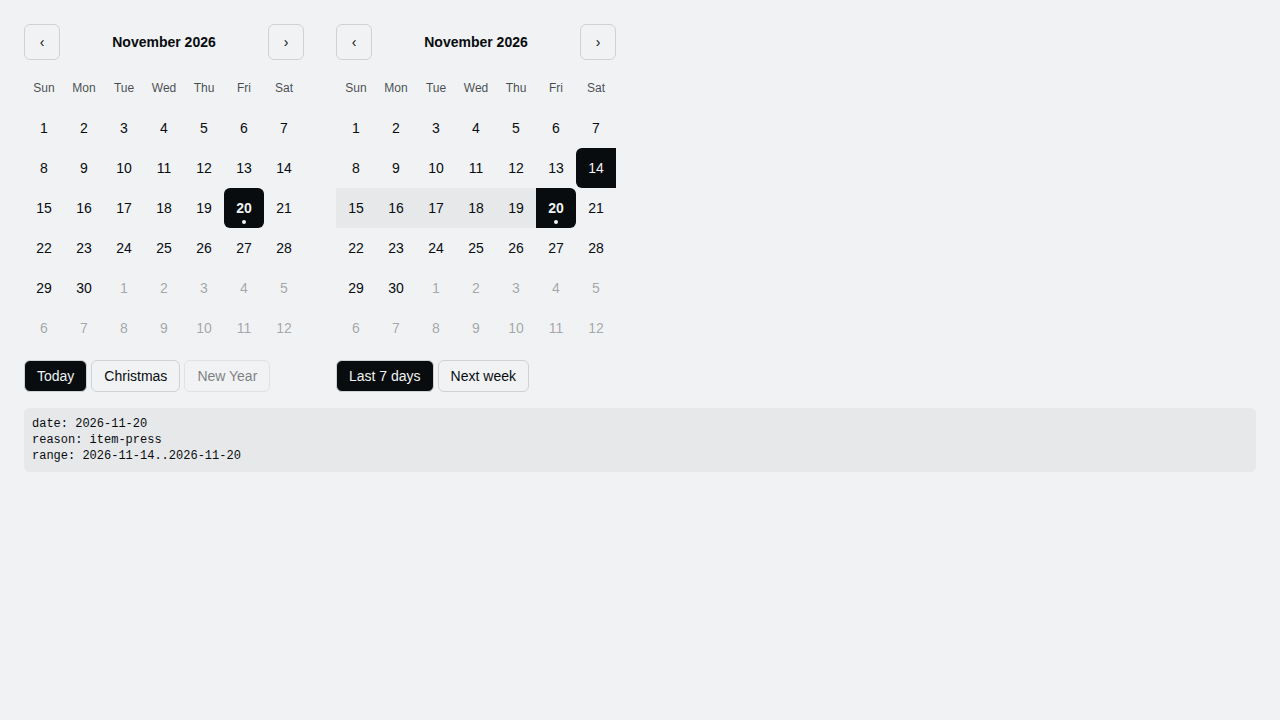 ‹ November 2026 ›
Sun Mon Tue Wed Thu Fri Sat
1 2 3 4 5 6 7
8 9 10 11 12 13 14
15 16 17 18 19 20 21
22 23 24 25 26 27 28
29 30 1 2 3 4 5
6 7 8 9 10 11 12
Today Christmas New Year
‹ November 2026 ›
Sun Mon Tue Wed Thu Fri Sat
1 2 3 4 5 6 7
8 9 10 11 12 13 14
15 16 17 18 19 20 21
22 23 24 25 26 27 28
29 30 1 2 3 4 5
6 7 8 9 10 11 12
Last 7 days Next week
date: 2026-11-20
reason: item-press
range: 2026-11-14..2026-11-20